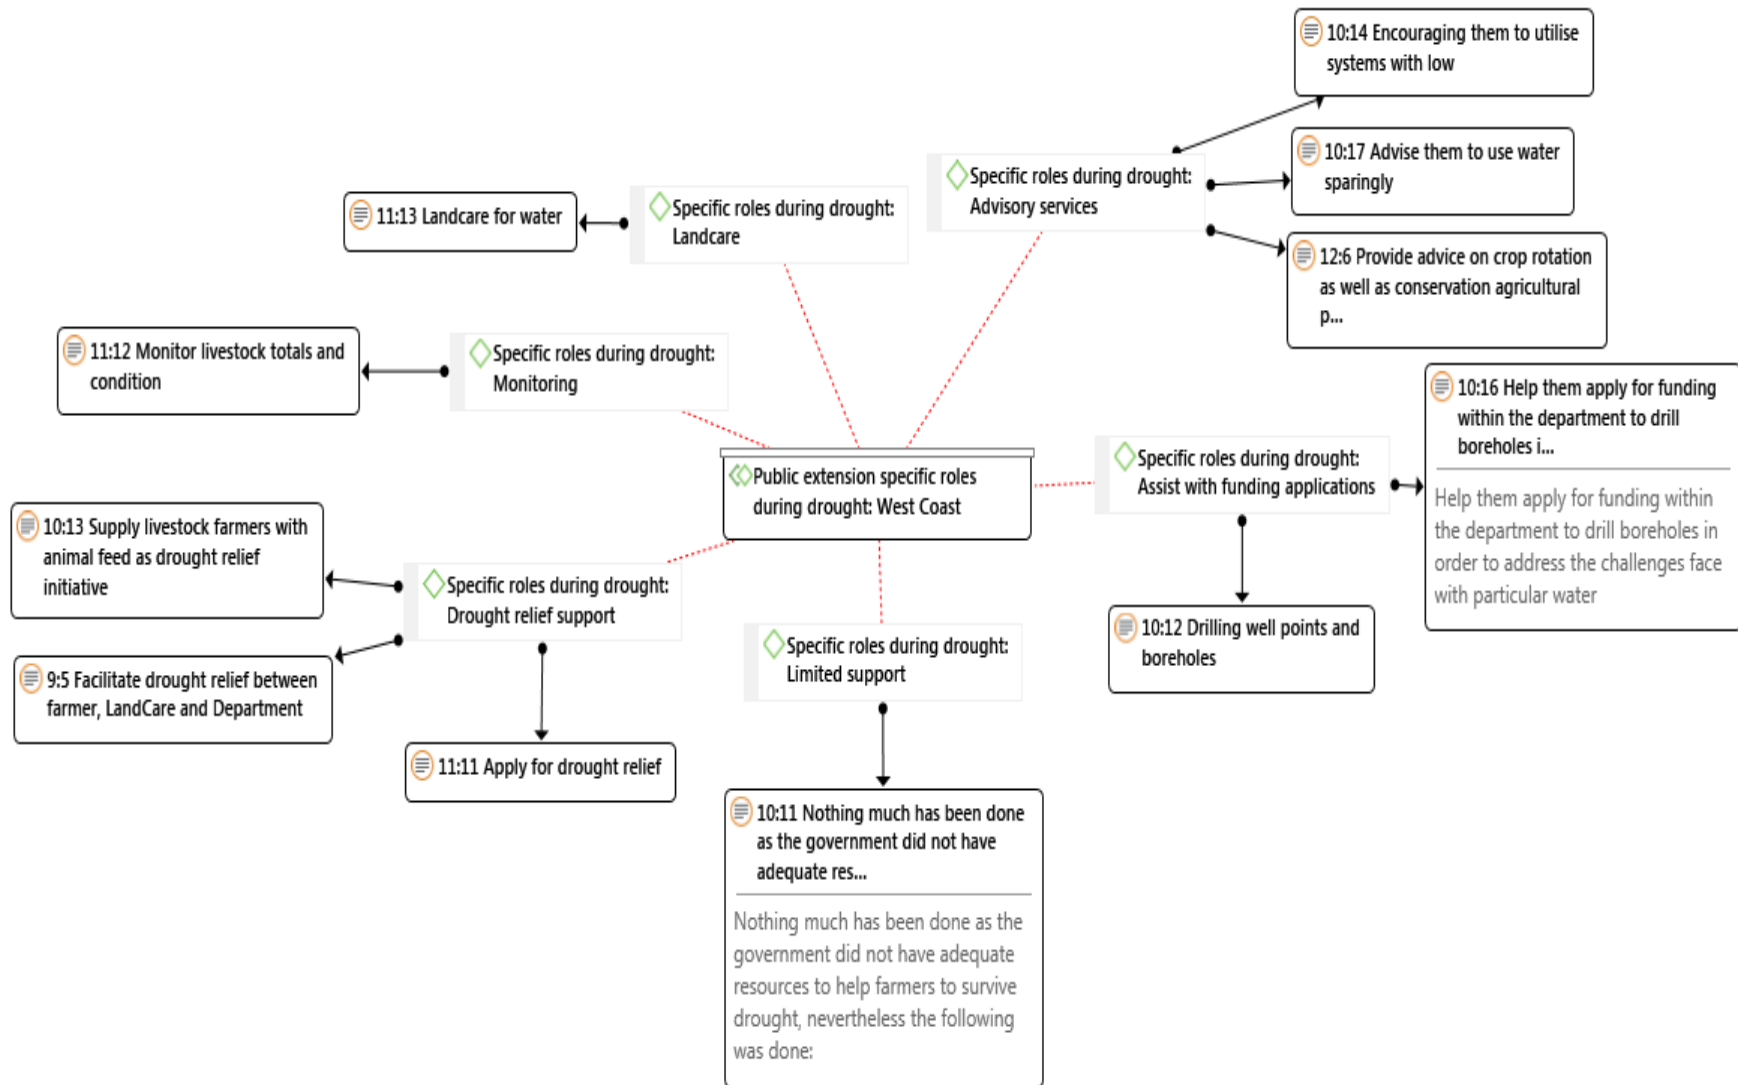 10:14 Encouraging them to utilise
systems with low
10:17 Advise them to use water
sparingly
Specific roles during drought:
Advisory services
12:6 Provide advice on crop rotation
as well as conservation agricultural
p...
11:13 Landcare for water
Specific roles during drought:
Landcare
11:12 Monitor livestock totals and
condition
Specific roles during drought:
Monitoring
10:16 Help them apply for funding
within the department to drill
boreholes i...
Help them apply for funding within
the department to drill boreholes in
order to address the challenges face
with particular water
Specific roles during drought:
Assist with funding applications
Public extension specific roles
during drought: West Coast
10:13 Supply livestock farmers with
animal feed as drought relief
initiative
Specific roles during drought:
Drought relief support
10:12 Drilling well points and
boreholes
Specific roles during drought:
Limited support
9:5 Facilitate drought relief between
farmer, LandCare and Department
11:11 Apply for drought relief
10:11 Nothing much has been done
as the government did not have
adequate res...
Nothing much has been done as the
government did not have adequate
resources to help farmers to survive
drought, nevertheless the following
was done: